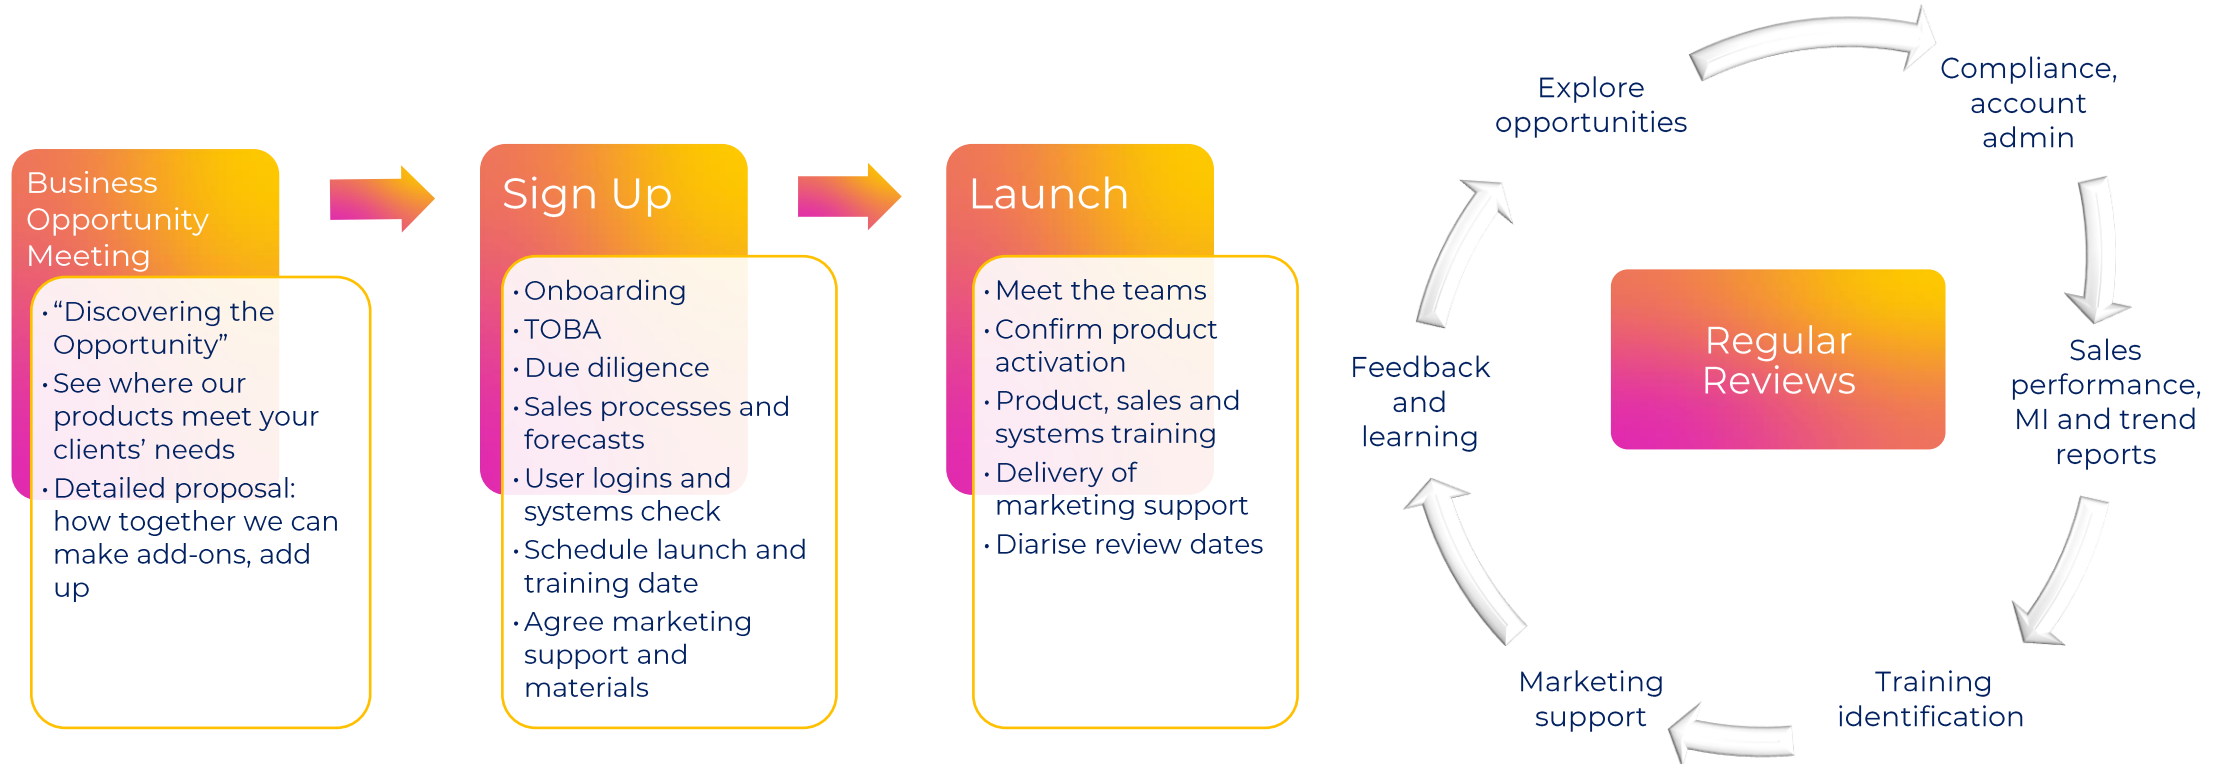 Business
Opportunity
Meeting
• “Discovering the
Opportunity”
• See where our
products meet your
clients’ needs
• Detailed proposal:
how together we can
make add-ons, add
up
Sign Up
• Onboarding
• TOBA
• Due diligence
• Sales processes and
forecasts
• User logins and
systems check
• Schedule launch and
training date
• Agree marketing
support and
materials
Launch
• Meet the teams
• Confirm product
activation
• Product, sales and
systems training
• Delivery of
marketing support
• Diarise review dates
Regular
Reviews
Explore
opportunities
Compliance,
account
admin
Sales
performance,
MI and trend
reports
Training
identification
Marketing
support
Feedback
and
learning